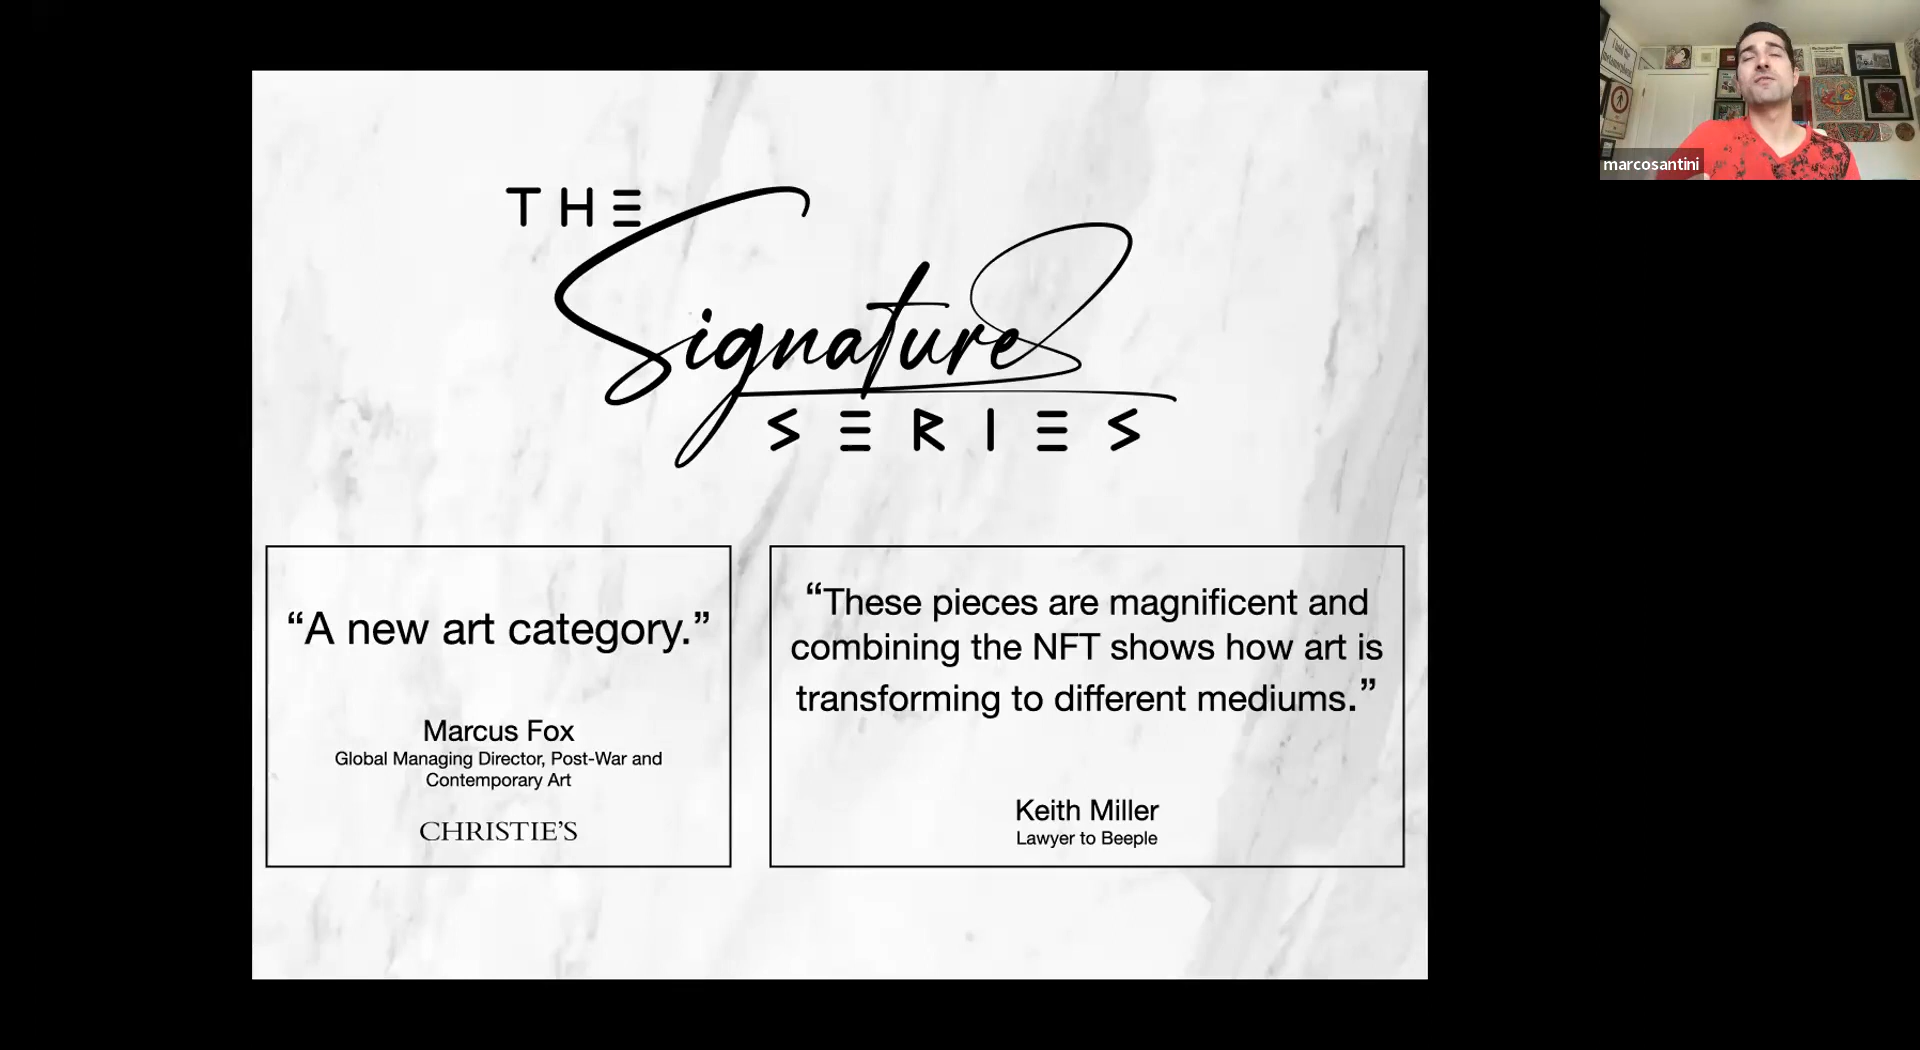 THE
Signature
SERIES
“A new art category.”
Marcus Fox
Global Managing Director, Post-War and
Contemporary Art
CHRISTIE’S
“These pieces are magnificent and
combining the NFT shows how art is
transforming to different mediums.”
Keith Miller
Lawyer to Beeple
marcosantini